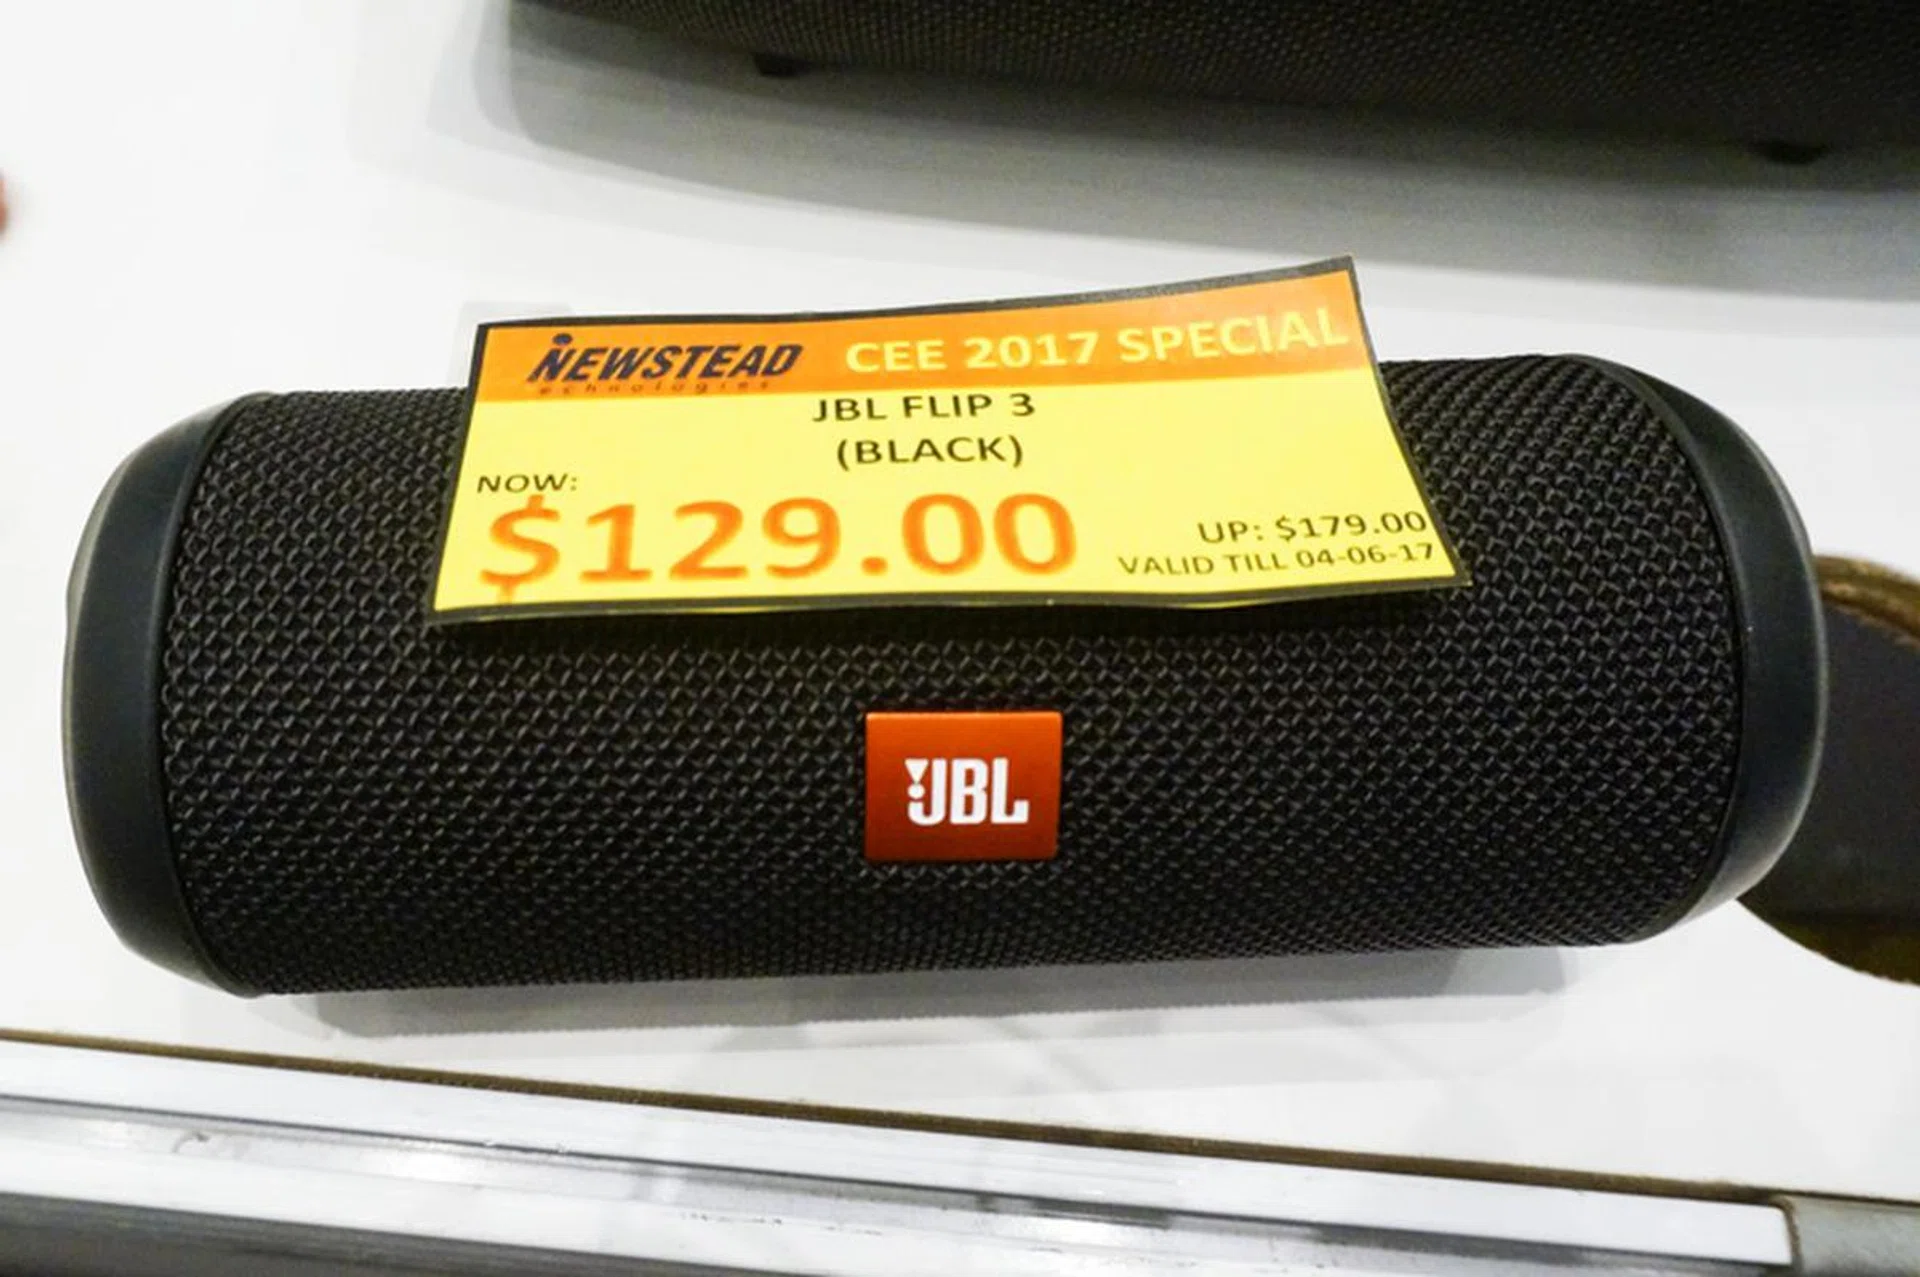 NEWSTEAD CEE 2017 SPECIAL
echnologies
JBL FLIP 3
(BLACK)
NOW:
$129.00
UP: $179.00
VALID TILL 04-06-17
JBL